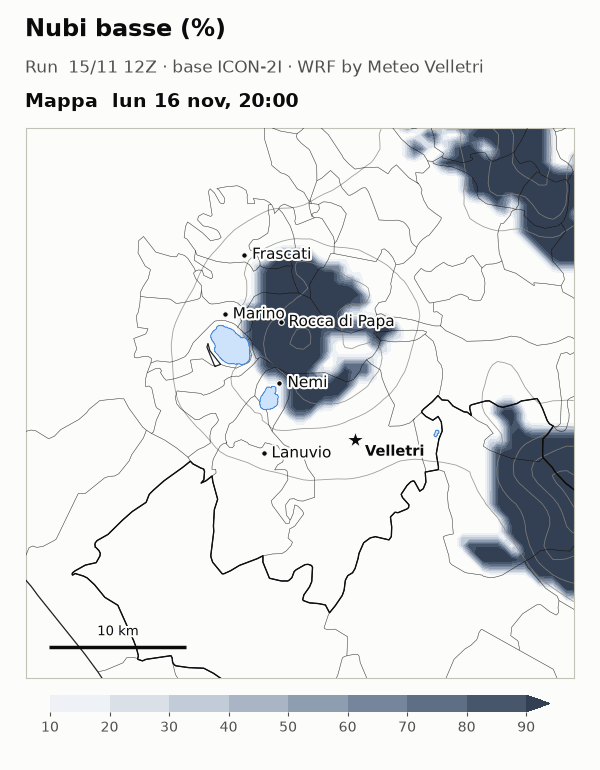 Nubi basse (%)
Run  15/11 12Z · base ICON-2I · WRF by Meteo Velletri
Mappa  lun 16 nov, 20:00
Frascati
Marino
Rocca di Papa
Nemi
Velletri
Lanuvio
10 km
10 20 30 40 50 60 70 80 90